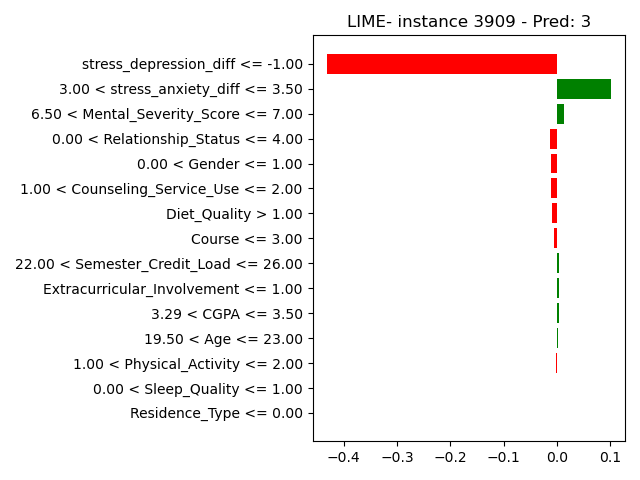 LIME- instance 3909 - Pred: 3
stress_depression_diff <= -1.00
3.00 < stress_anxiety_diff <= 3.50
6.50 < Mental_Severity_Score <= 7.00
0.00 < Relationship_Status <= 4.00
0.00 < Gender <= 1.00
1.00 < Counseling_Service_Use <= 2.00
Diet_Quality > 1.00
Course <= 3.00
22.00 < Semester_Credit_Load <= 26.00
Extracurricular_Involvement <= 1.00
3.29 < CGPA <= 3.50
19.50 < Age <= 23.00
1.00 < Physical_Activity <= 2.00
0.00 < Sleep_Quality <= 1.00
Residence_Type <= 0.00
−0.4 −0.3 −0.2 −0.1 0.0 0.1